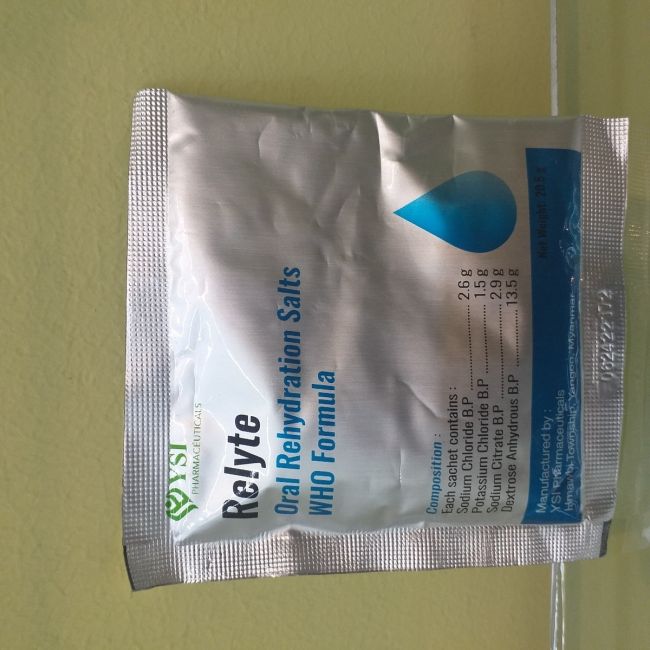 YSI
PHARMACEUTICALS
Relyte
Oral Rehydration Salts
WHO Formula
Composition :
Each sachet contains :
Sodium Chloride B.P ........................ 2.6 g
Potassium Chloride B.P .................. 1.5 g
Sodium Citrate B.P ......................... 2.9 g
Dextrose Anhydrous B.P ................13.5 g
Net Weight: 20.5 g
Manufactured by :
YSI Pharmaceuticals
Hmawbi Township, Yangon, Myanmar